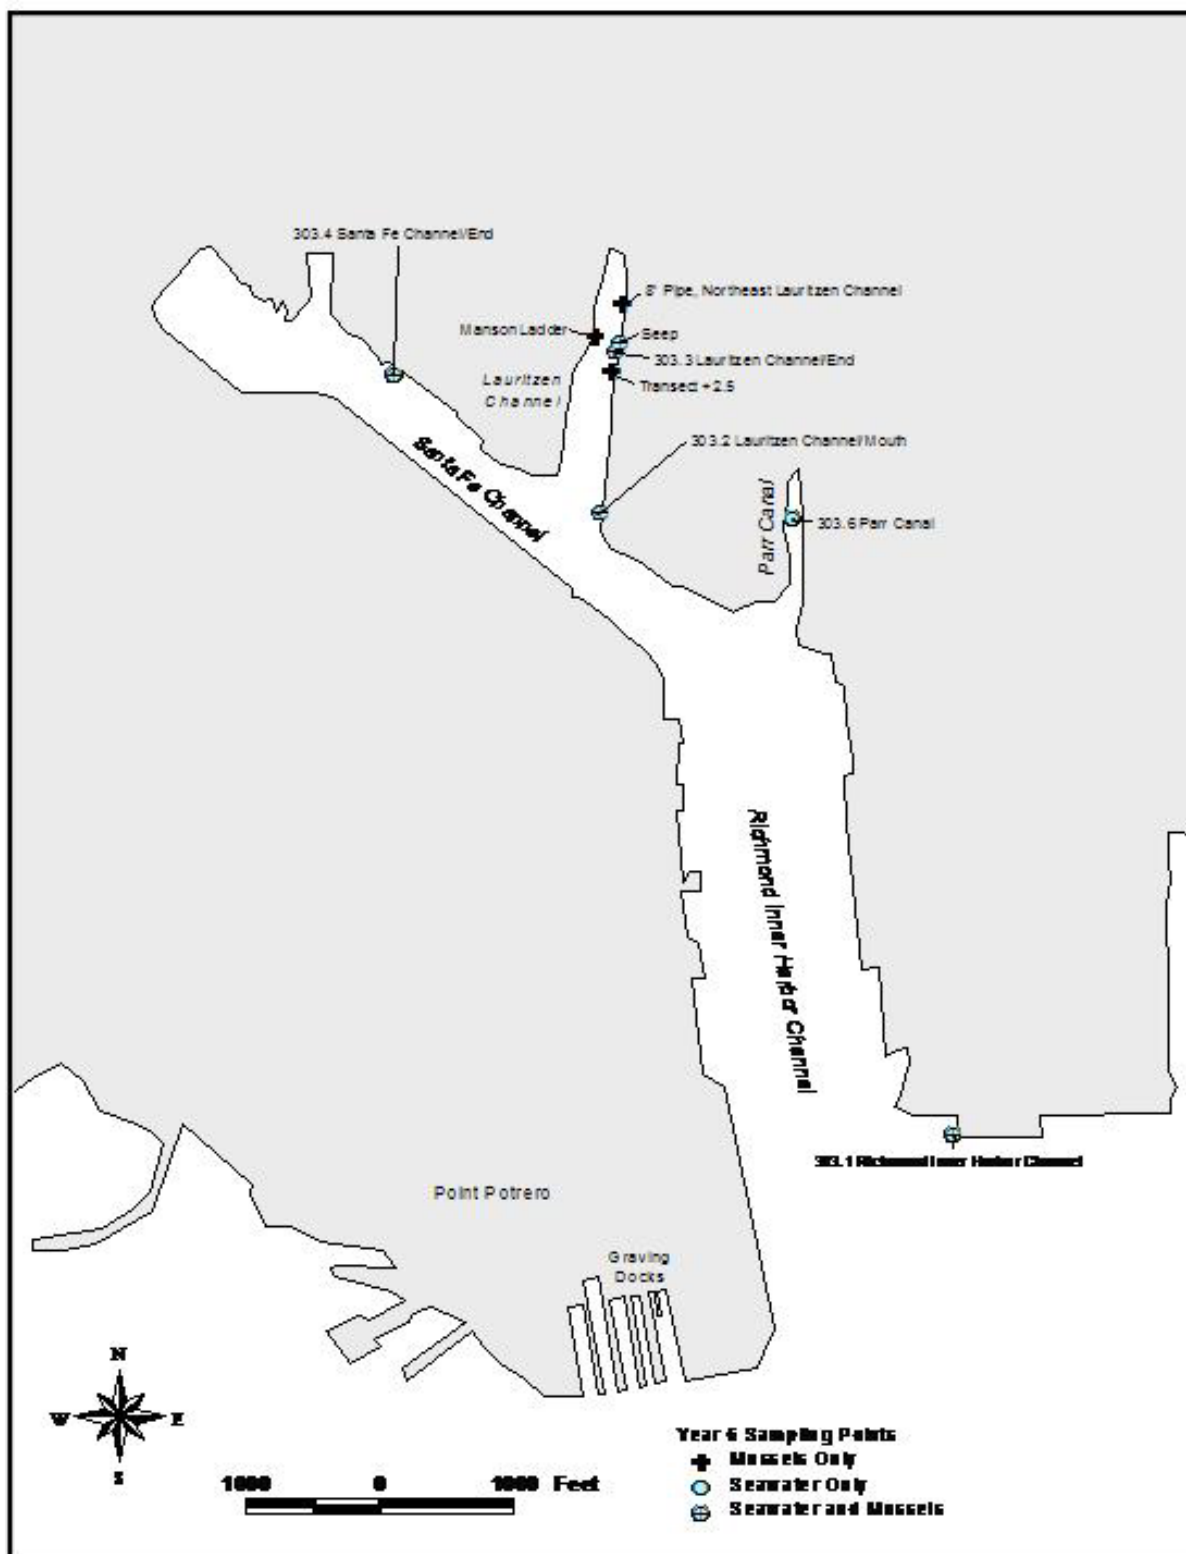 303.4 Santa Fe Channel/End
8" Pipe, Northeast Lauritzen Channel
Manson Ladder
Seep
303.3 Lauritzen Channel/End
Lauritzen
Channel
Transect + 2.5
303.2 Lauritzen Channel/Mouth
Santa Fe Channel
Parr Canal
303.6 Parr Canal
Richmond Inner Harbor Channel
303.1 Richmond Inner Harbor Channel
Point Potrero
Graving
Docks
N
W E
S
1000 0 1000 Feet
Year 6 Sampling Points
Mussels Only
Seawater Only
Seawater and Mussels